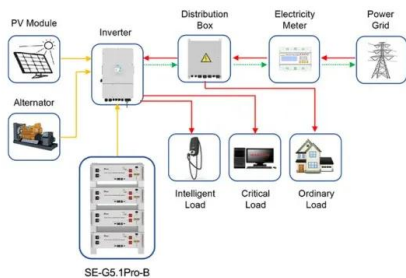 PV Module
Inverter
Distribution
Box
Electricity
Meter
Power
Grid
Alternator
Intelligent
Load
Critical
Load
Ordinary
Load
SE-G5.1Pro-B